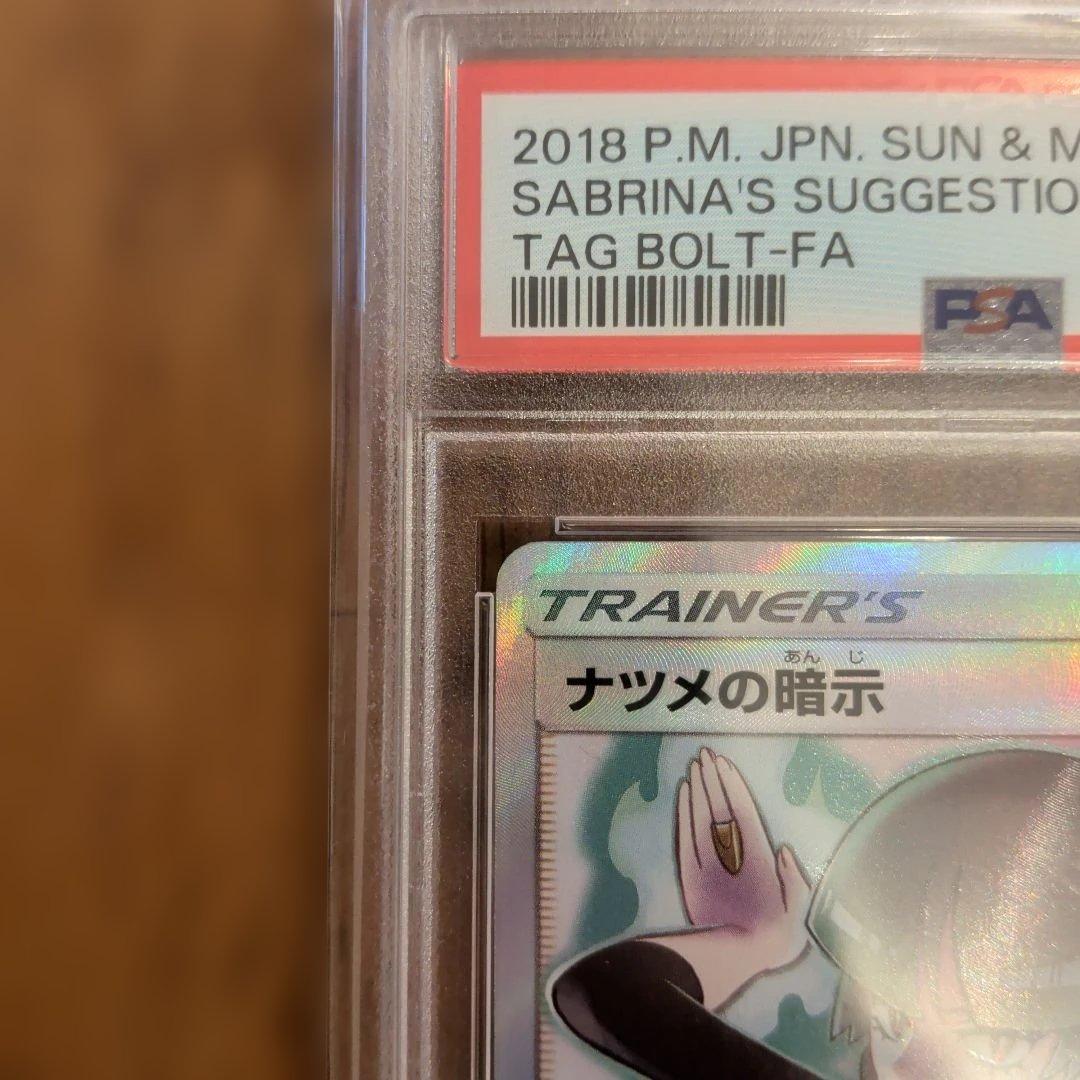 2018 P.M. JPN. SUN & M
SABRINA'S SUGGESTIO
TAG BOLT-FA
PSA
TRAINER'S
あんじ
ナツメの暗示